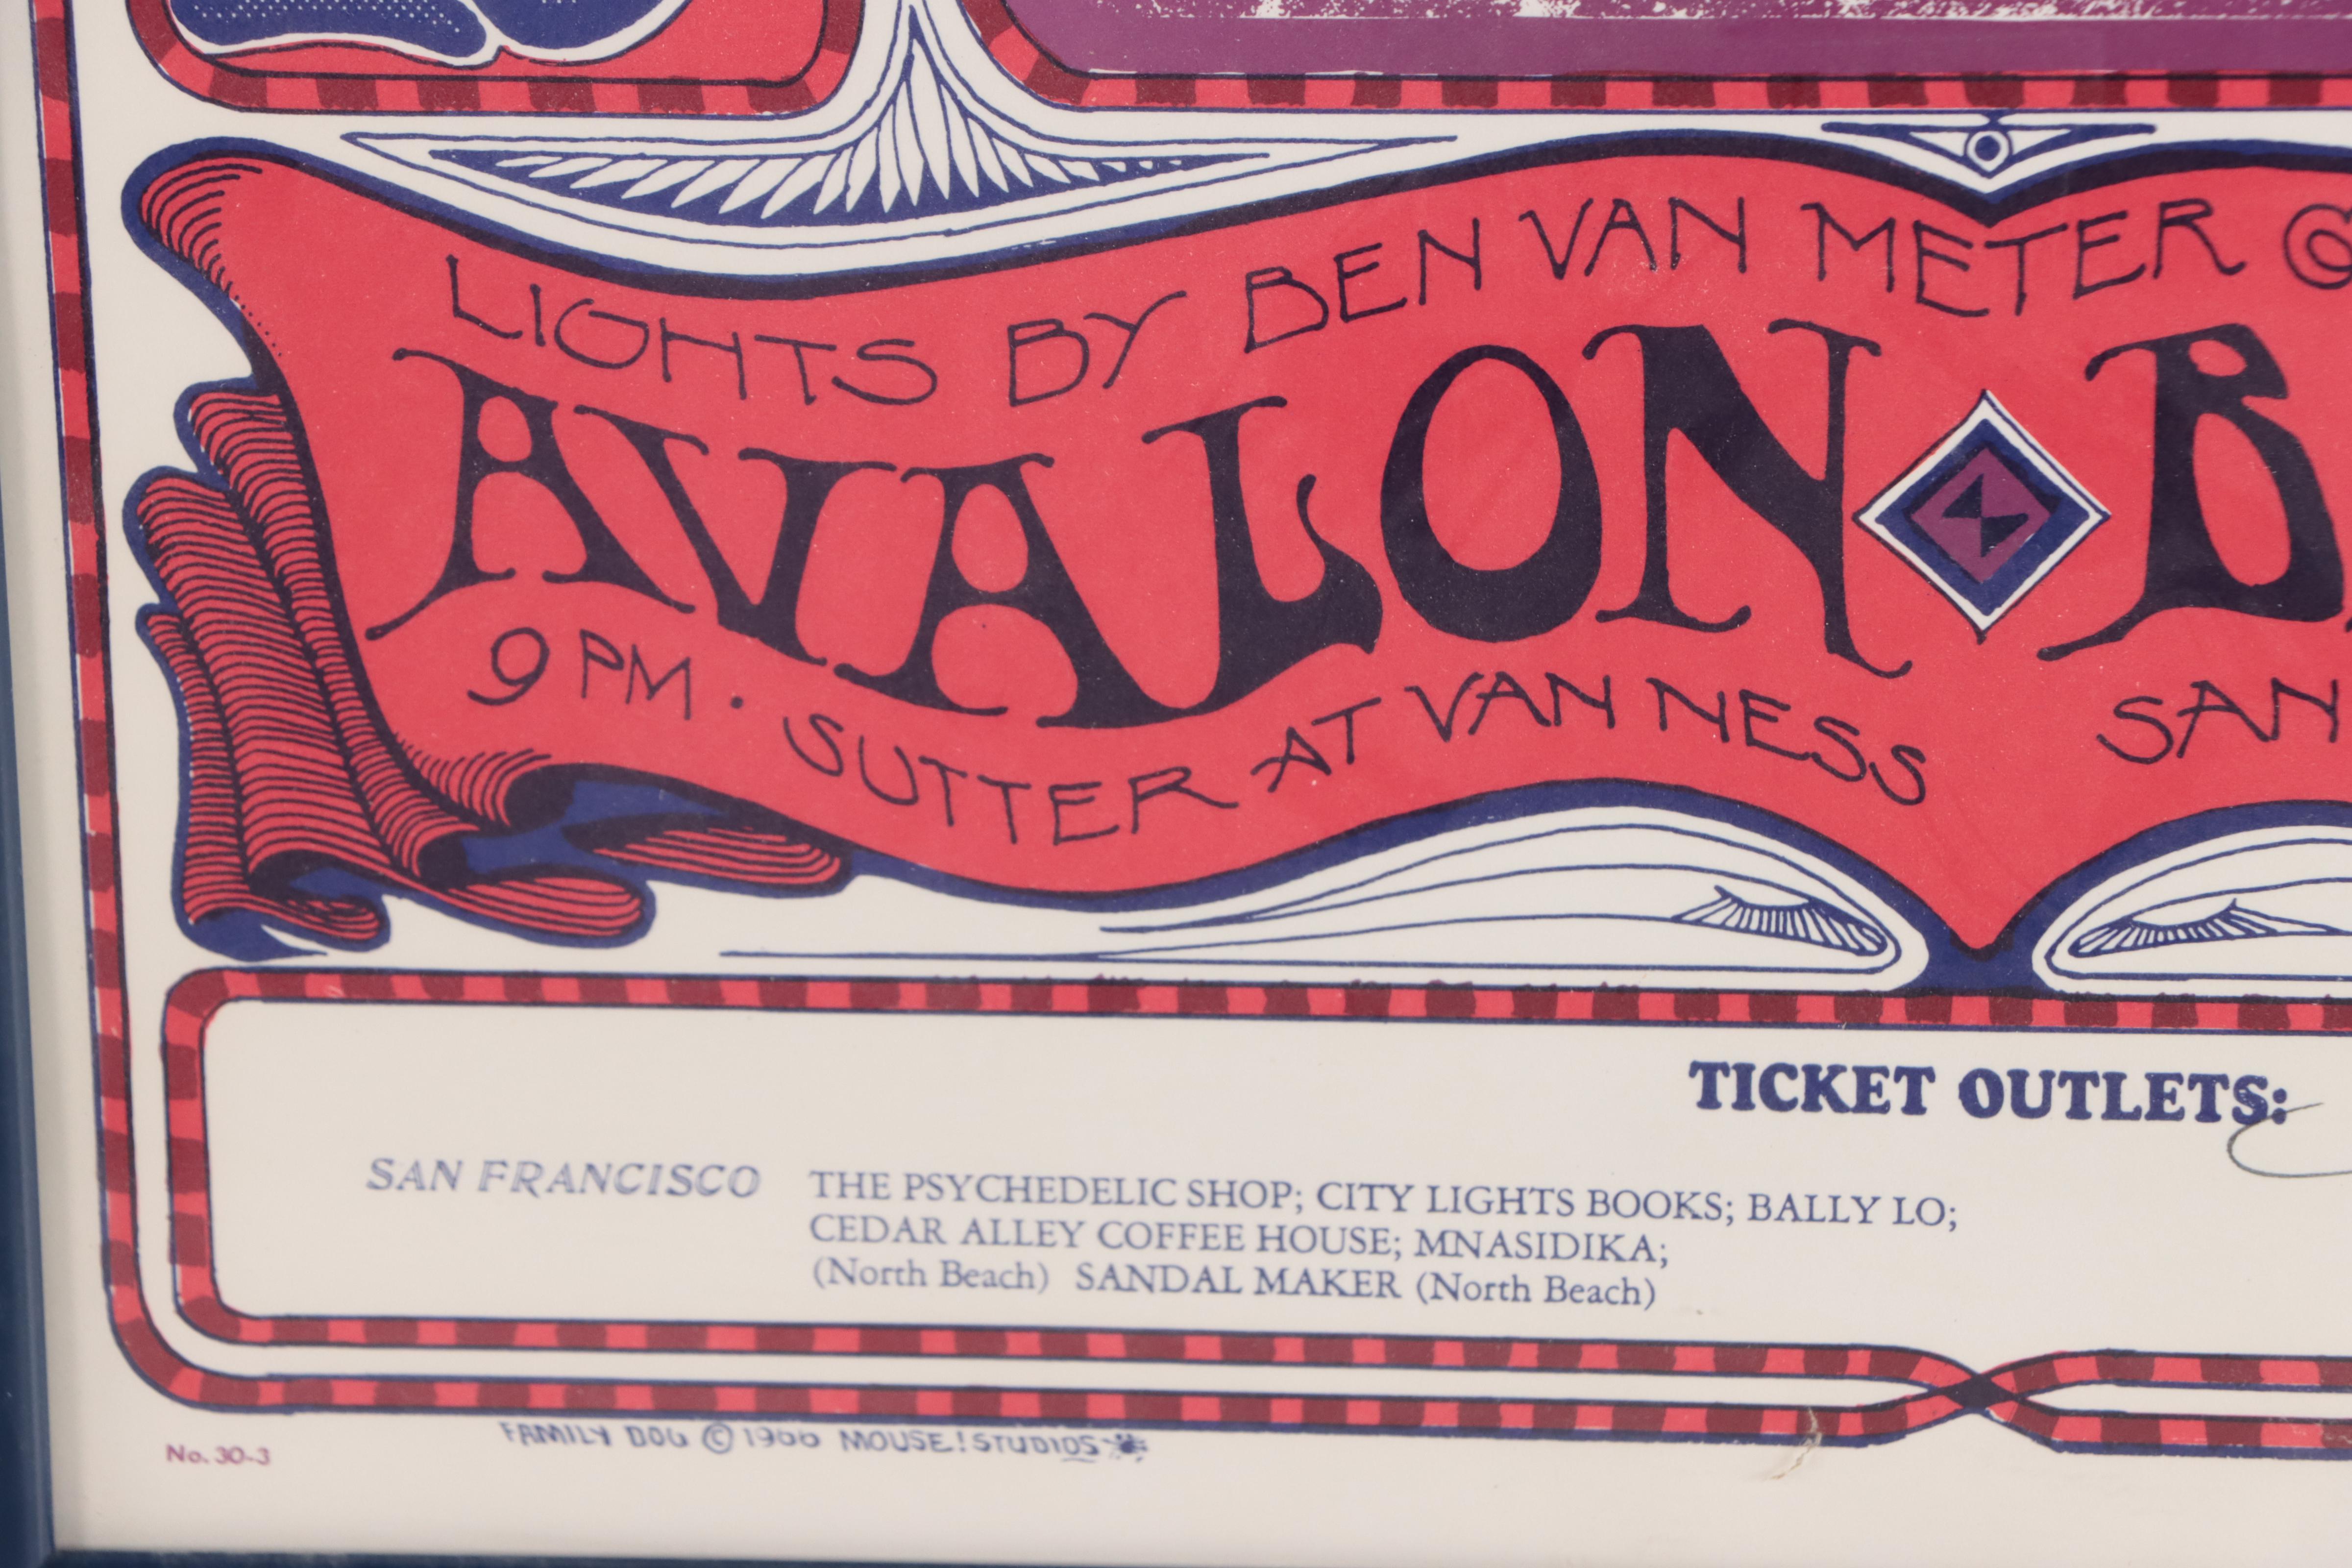 LIGHTS BY BEN VAN METER
AVALON B
9 PM · SUTTER AT VAN NESS SAN
TICKET OUTLETS:
SAN FRANCISCO THE PSYCHEDELIC SHOP; CITY LIGHTS BOOKS; BALLY LO;
CEDAR ALLEY COFFEE HOUSE; MNASIDIKA;
(North Beach) SANDAL MAKER (North Beach)
FAMILY DOG © 1966 MOUSE! STUDIOS
No. 30-3